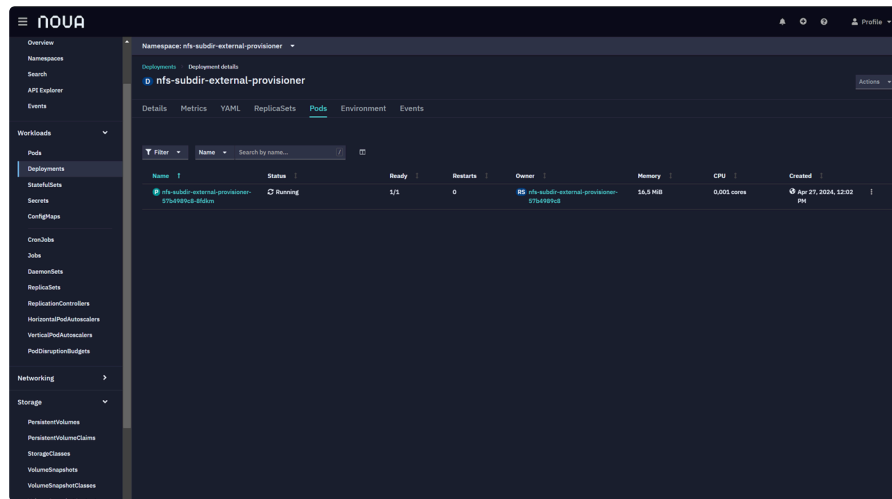 NOVA
Profile
Overview
Namespaces
Search
API Explorer
Events
Workloads
Pods
Deployments
StatefulSets
Secrets
ConfigMaps
CronJobs
Jobs
DaemonSets
ReplicaSets
ReplicationControllers
HorizontalPodAutoscalers
VerticalPodAutoscalers
PodDisruptionBudgets
Networking
Storage
PersistentVolumes
PersistentVolumeClaims
StorageClasses
VolumeSnapshots
VolumeSnapshotClasses
Namespace: nfs-subdir-external-provisioner
Deployments Deployment details
D nfs-subdir-external-provisioner
Actions
Details Metrics YAML ReplicaSets Pods Environment Events
Filter Name Search by name... /
Name Status Ready Restarts Owner Memory CPU Created
P nfs-subdir-external-provisioner- Running 1/1 0 RS nfs-subdir-external-provisioner- 16,5 MiB 0,001 cores Apr 27, 2024, 12:02
57b4989c8-8fdkm 57b4989c8 PM